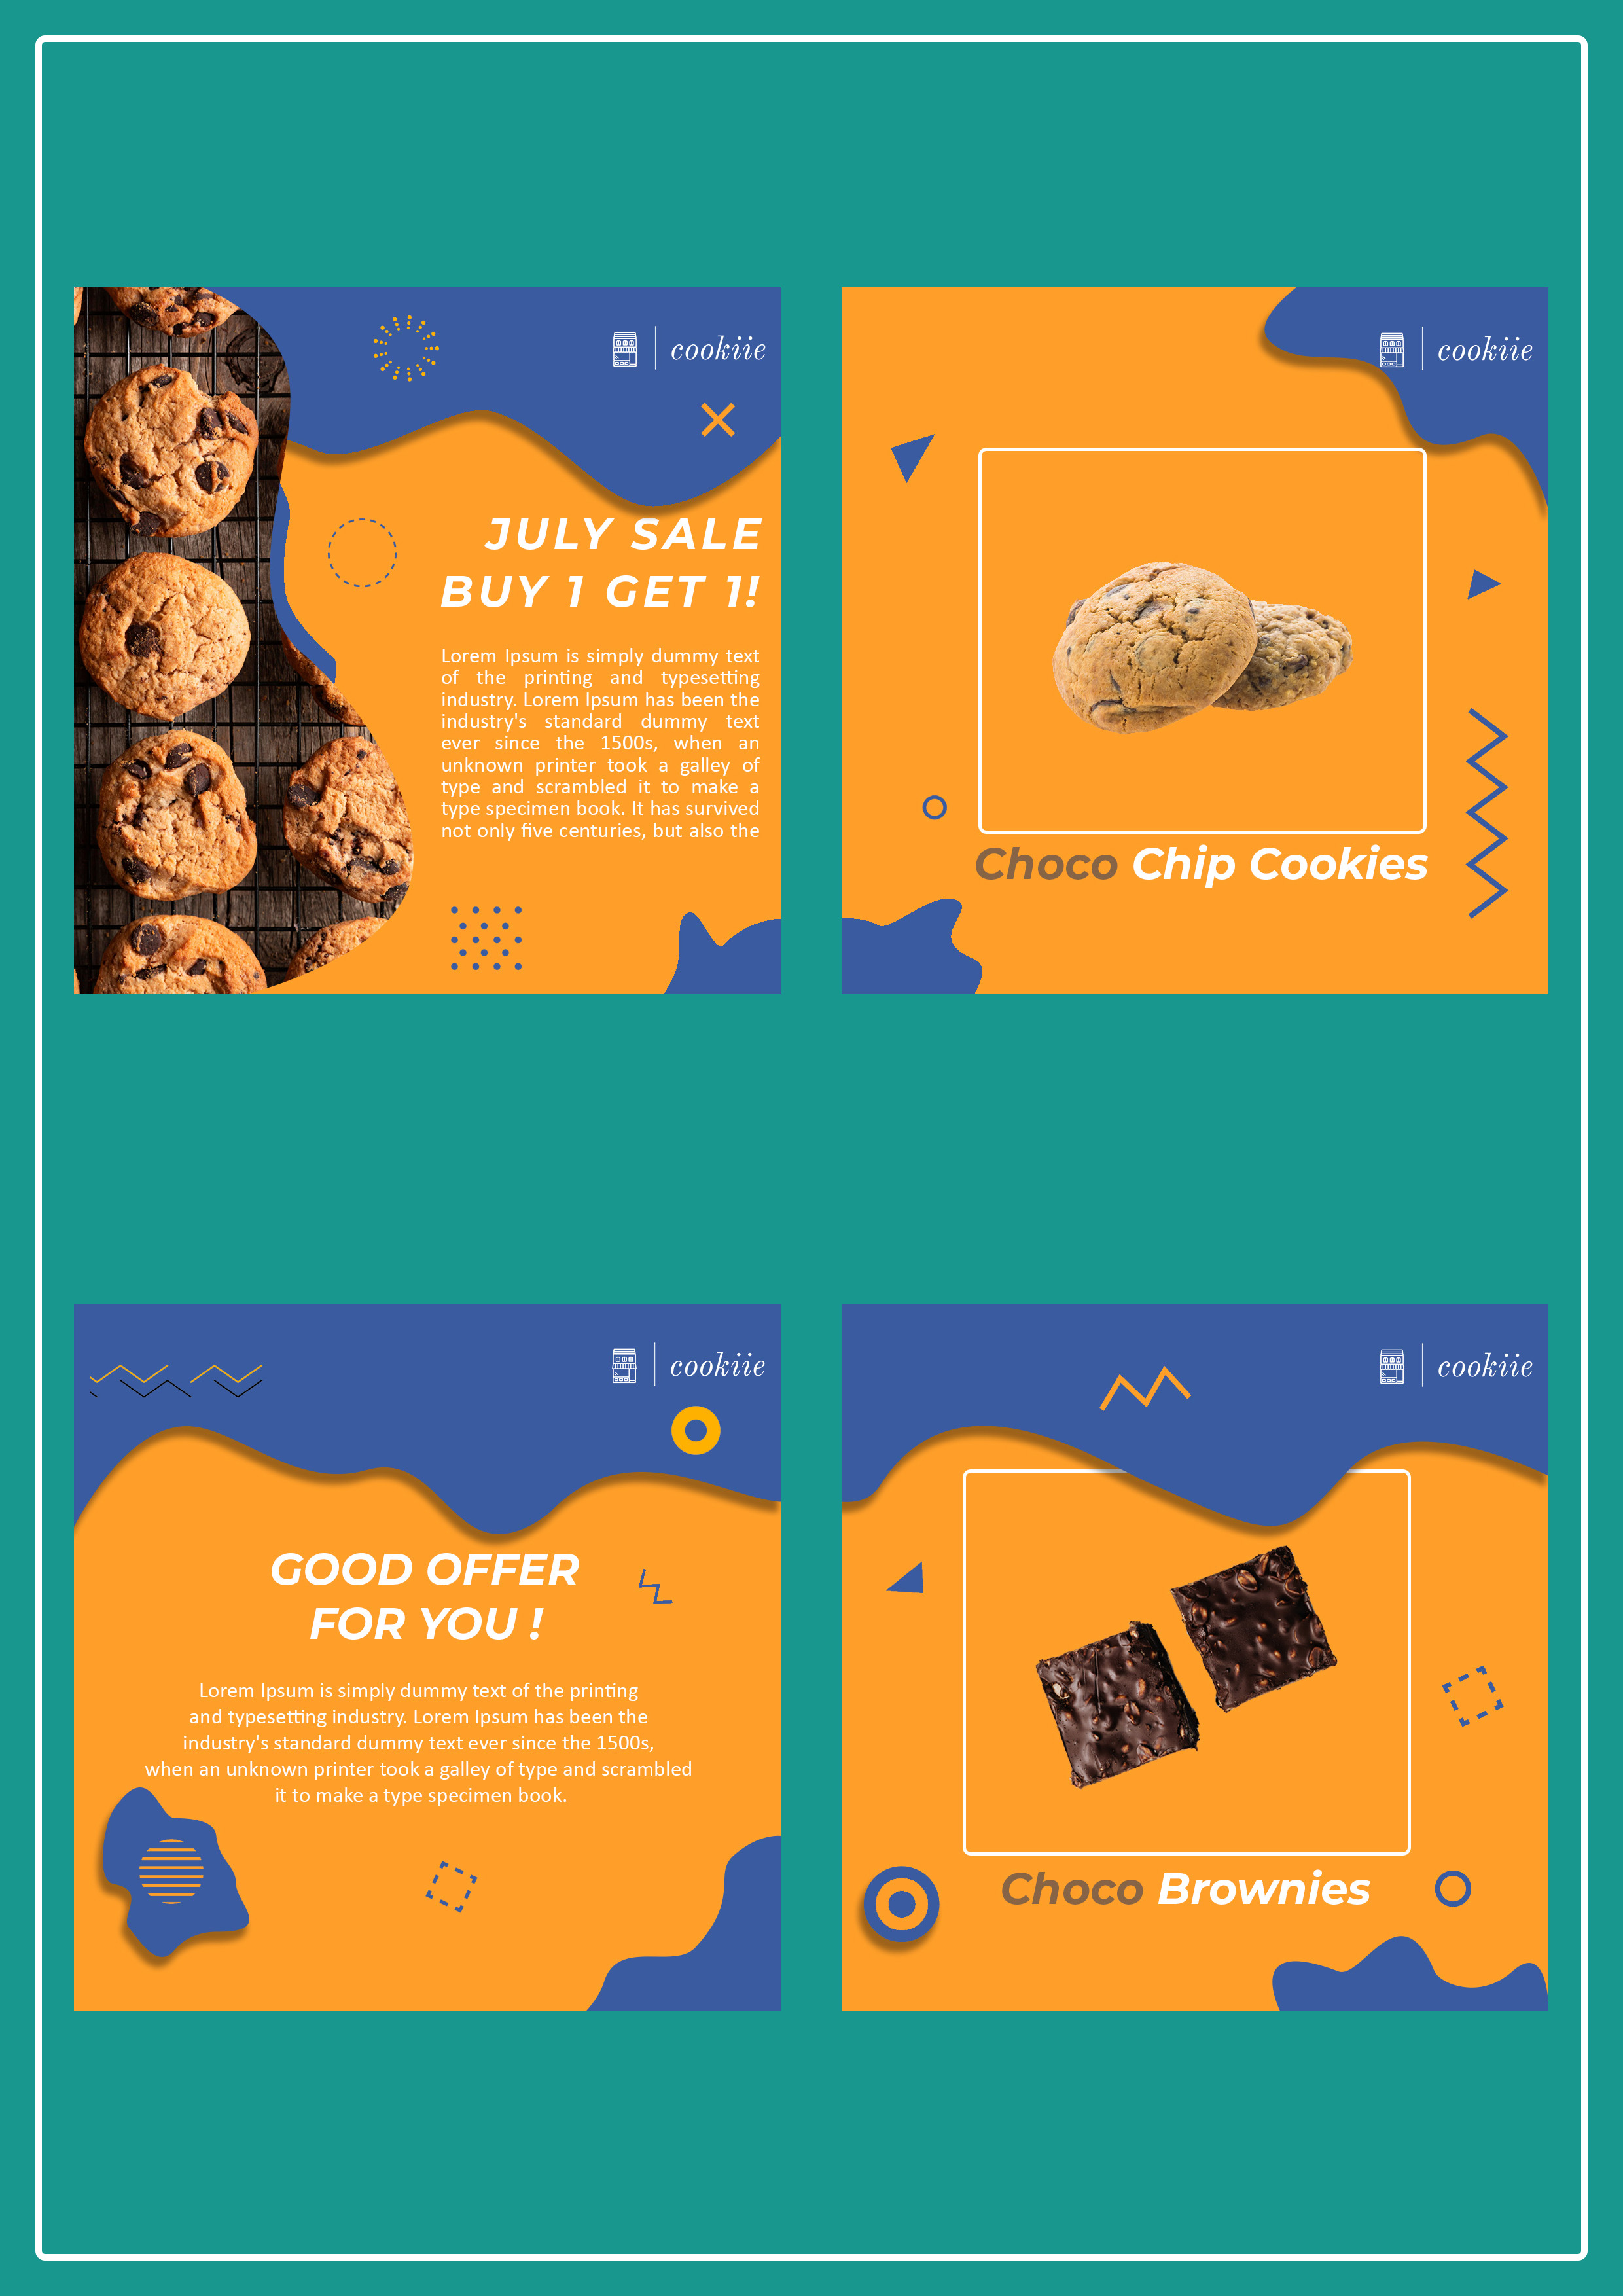 cookiie
JULY SALE
BUY 1 GET 1!
Lorem Ipsum is simply dummy text
of the printing and typesetting
industry. Lorem Ipsum has been the
industry's standard dummy text
ever since the 1500s, when an
unknown printer took a galley of
type and scrambled it to make a
type specimen book. It has survived
not only five centuries, but also the
cookiie
Choco Chip Cookies
cookiie
GOOD OFFER
FOR YOU !
Lorem Ipsum is simply dummy text of the printing
and typesetting industry. Lorem Ipsum has been the
industry's standard dummy text ever since the 1500s,
when an unknown printer took a galley of type and scrambled
it to make a type specimen book.
cookiie
Choco Brownies